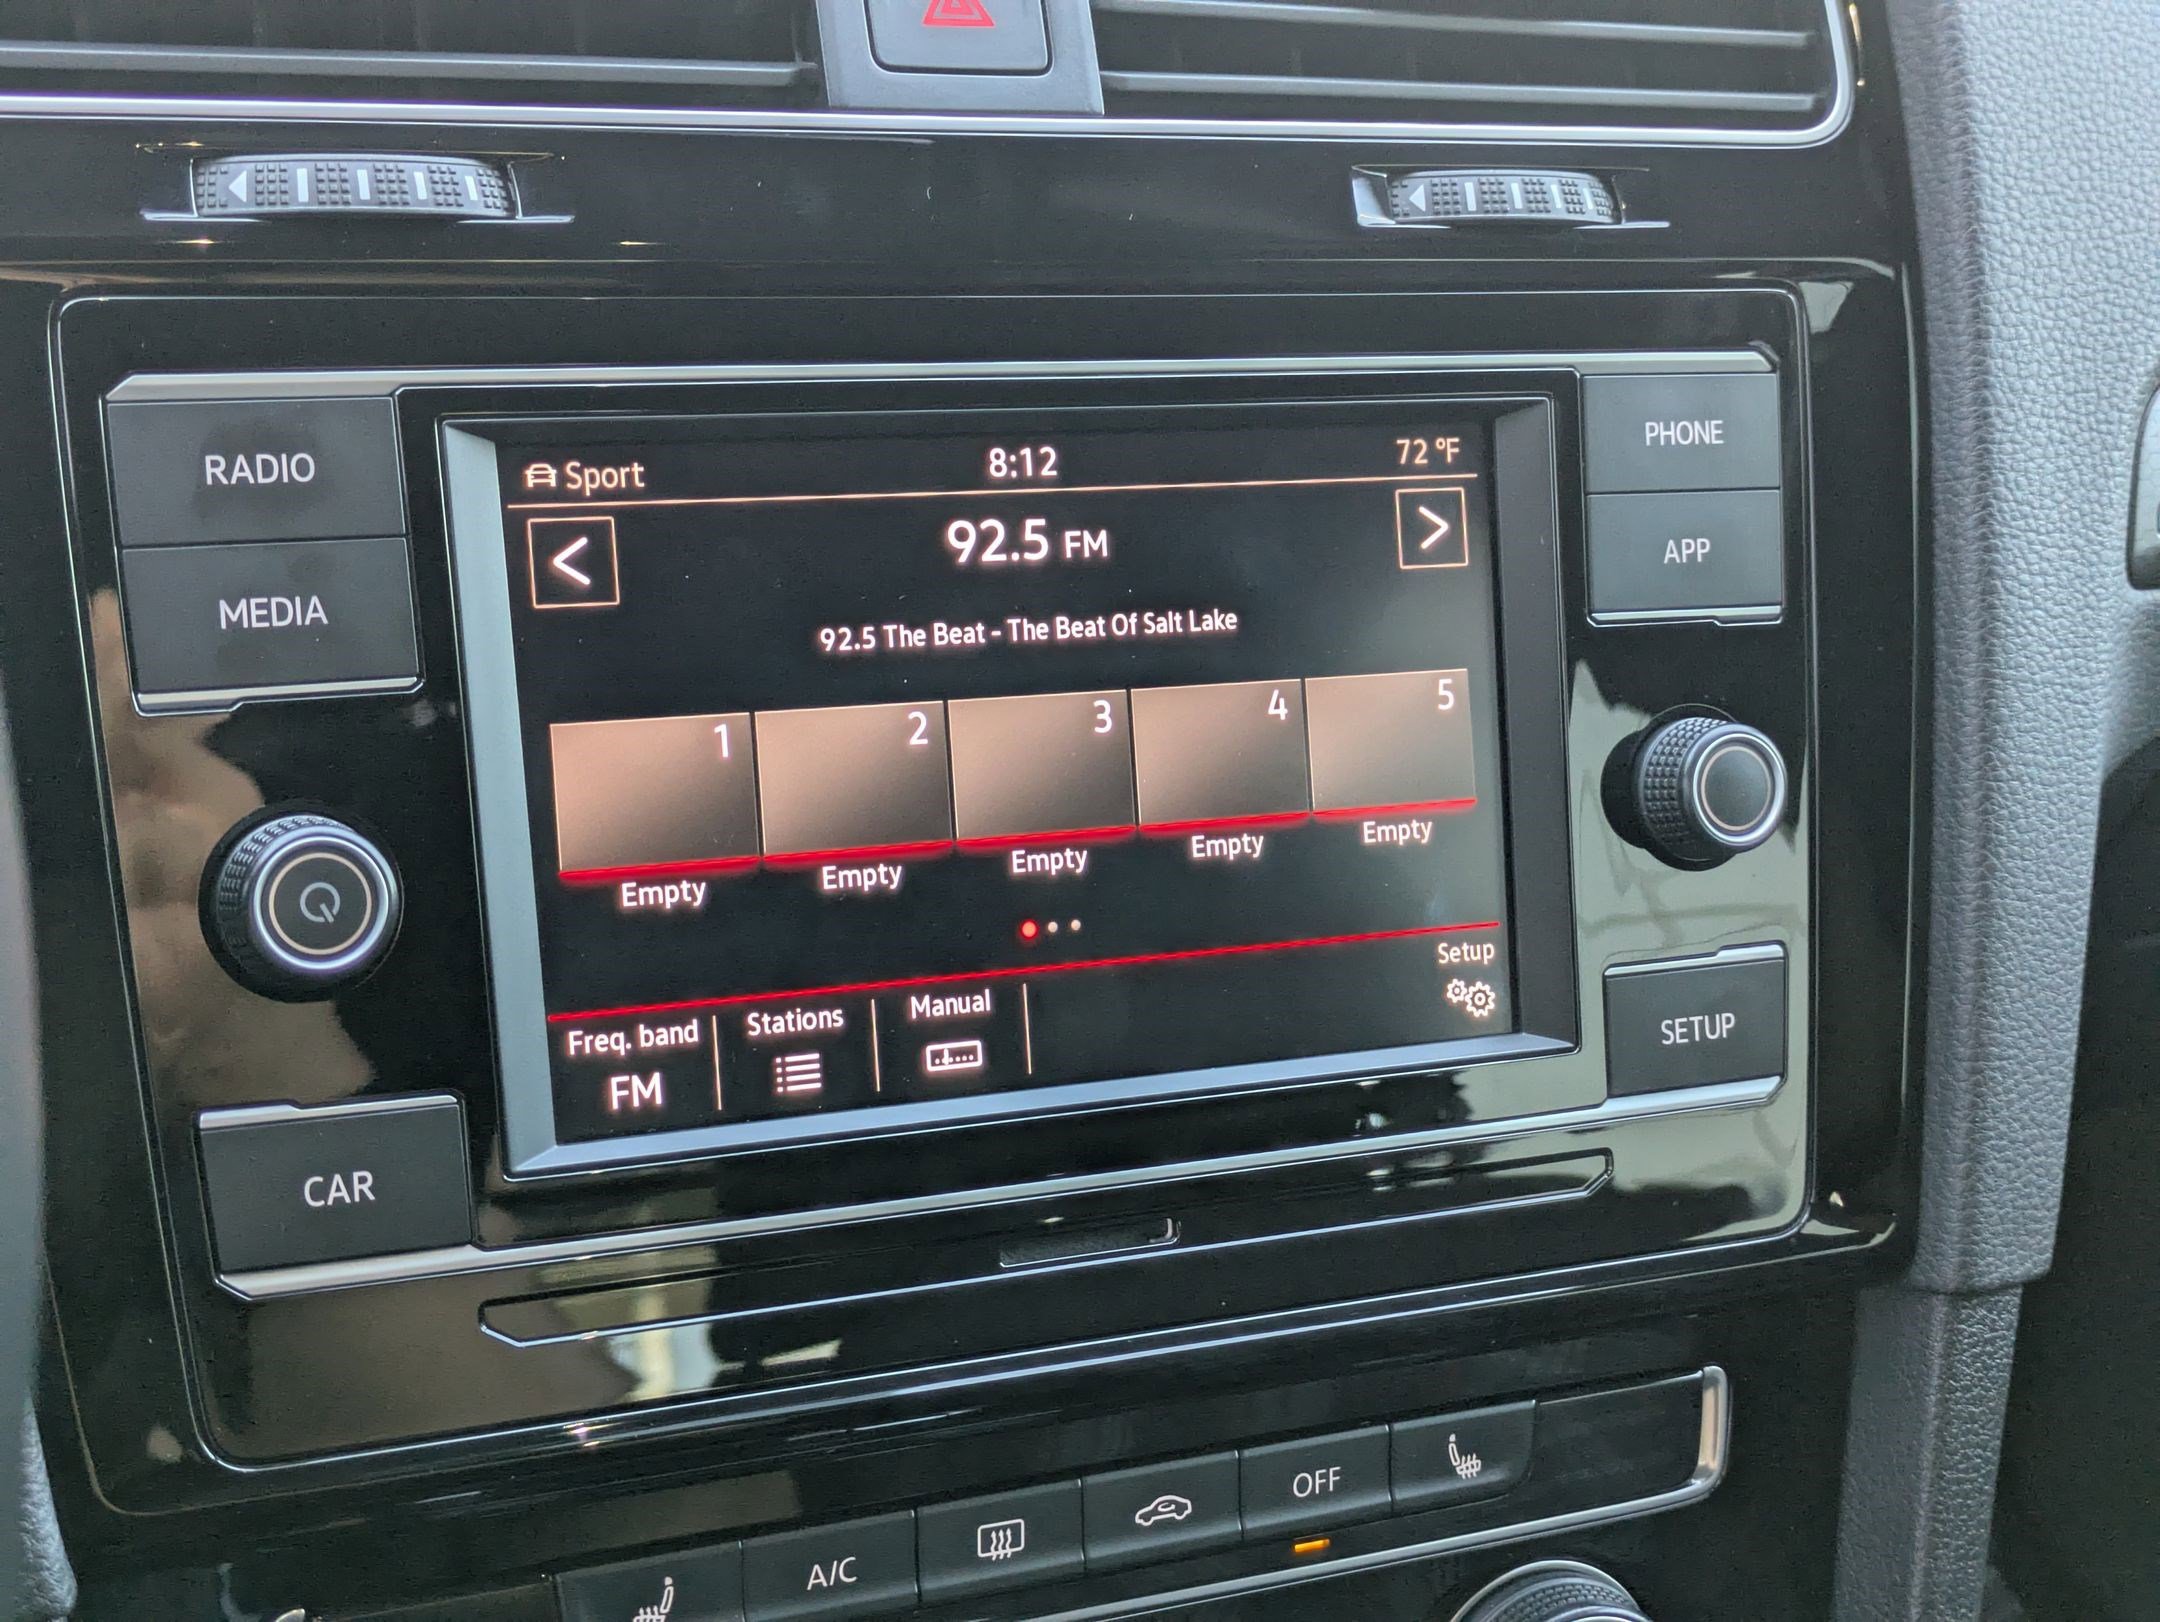 RADIO
MEDIA
CAR
Sport
8:12
72 °F
<
92.5 FM
>
92.5 The Beat - The Beat Of Salt Lake
1
2
3
4
5
Empty
Empty
Empty
Empty
Empty
Setup
Freq. band
FM
Stations
Manual
PHONE
APP
SETUP
A/C
OFF